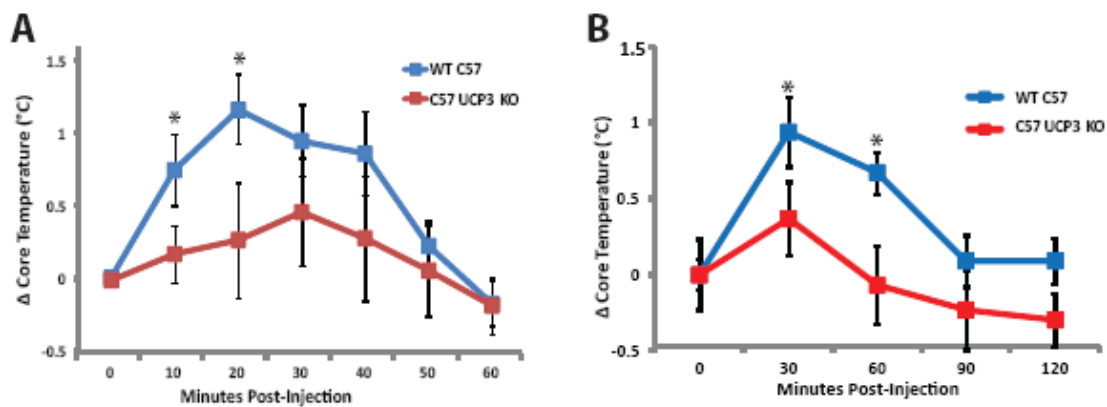 A
1.5
1
0.5
0
-0.5
Δ Core Temperature (°C)
*
*
WT C57
C57 UCP3 KO
0 10 20 30 40 50 60
Minutes Post-Injection
B
1.5
1
0.5
0
-0.5
Δ Core Temperature (°C)
*
*
WT C57
C57 UCP3 KO
0 30 60 90 120
Minutes Post-Injection